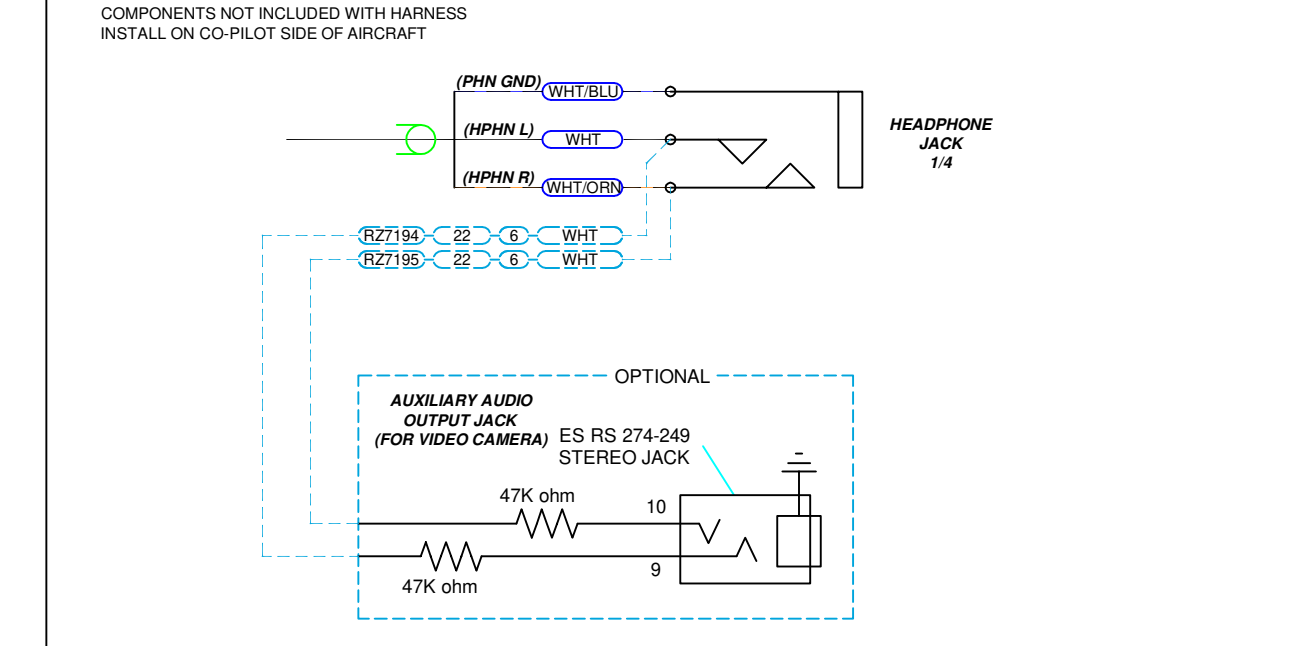 COMPONENTS NOT INCLUDED WITH HARNESS
INSTALL ON CO-PILOT SIDE OF AIRCRAFT
(PHN GND) WHT/BLU
(HPHN L) WHT
(HPHN R) WHT/ORN
HEADPHONE
JACK
1/4
RZ7194 22 6 WHT
RZ7195 22 6 WHT
OPTIONAL
AUXILIARY AUDIO
OUTPUT JACK
(FOR VIDEO CAMERA)
ES RS 274-249
STEREO JACK
47K ohm
10
9
47K ohm